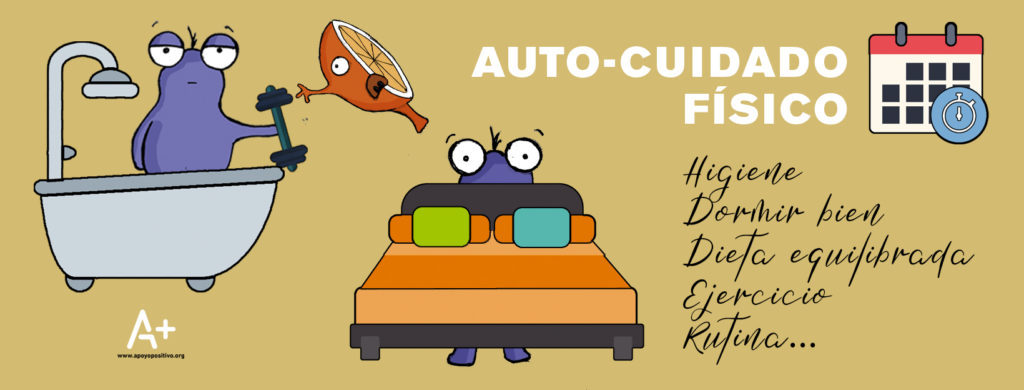 AUTO-CUIDADO
FÍSICO
Higiene
Dormir bien
Dieta equilibrada
Ejercicio
Rutina...
A+
www.apoyopositivo.org